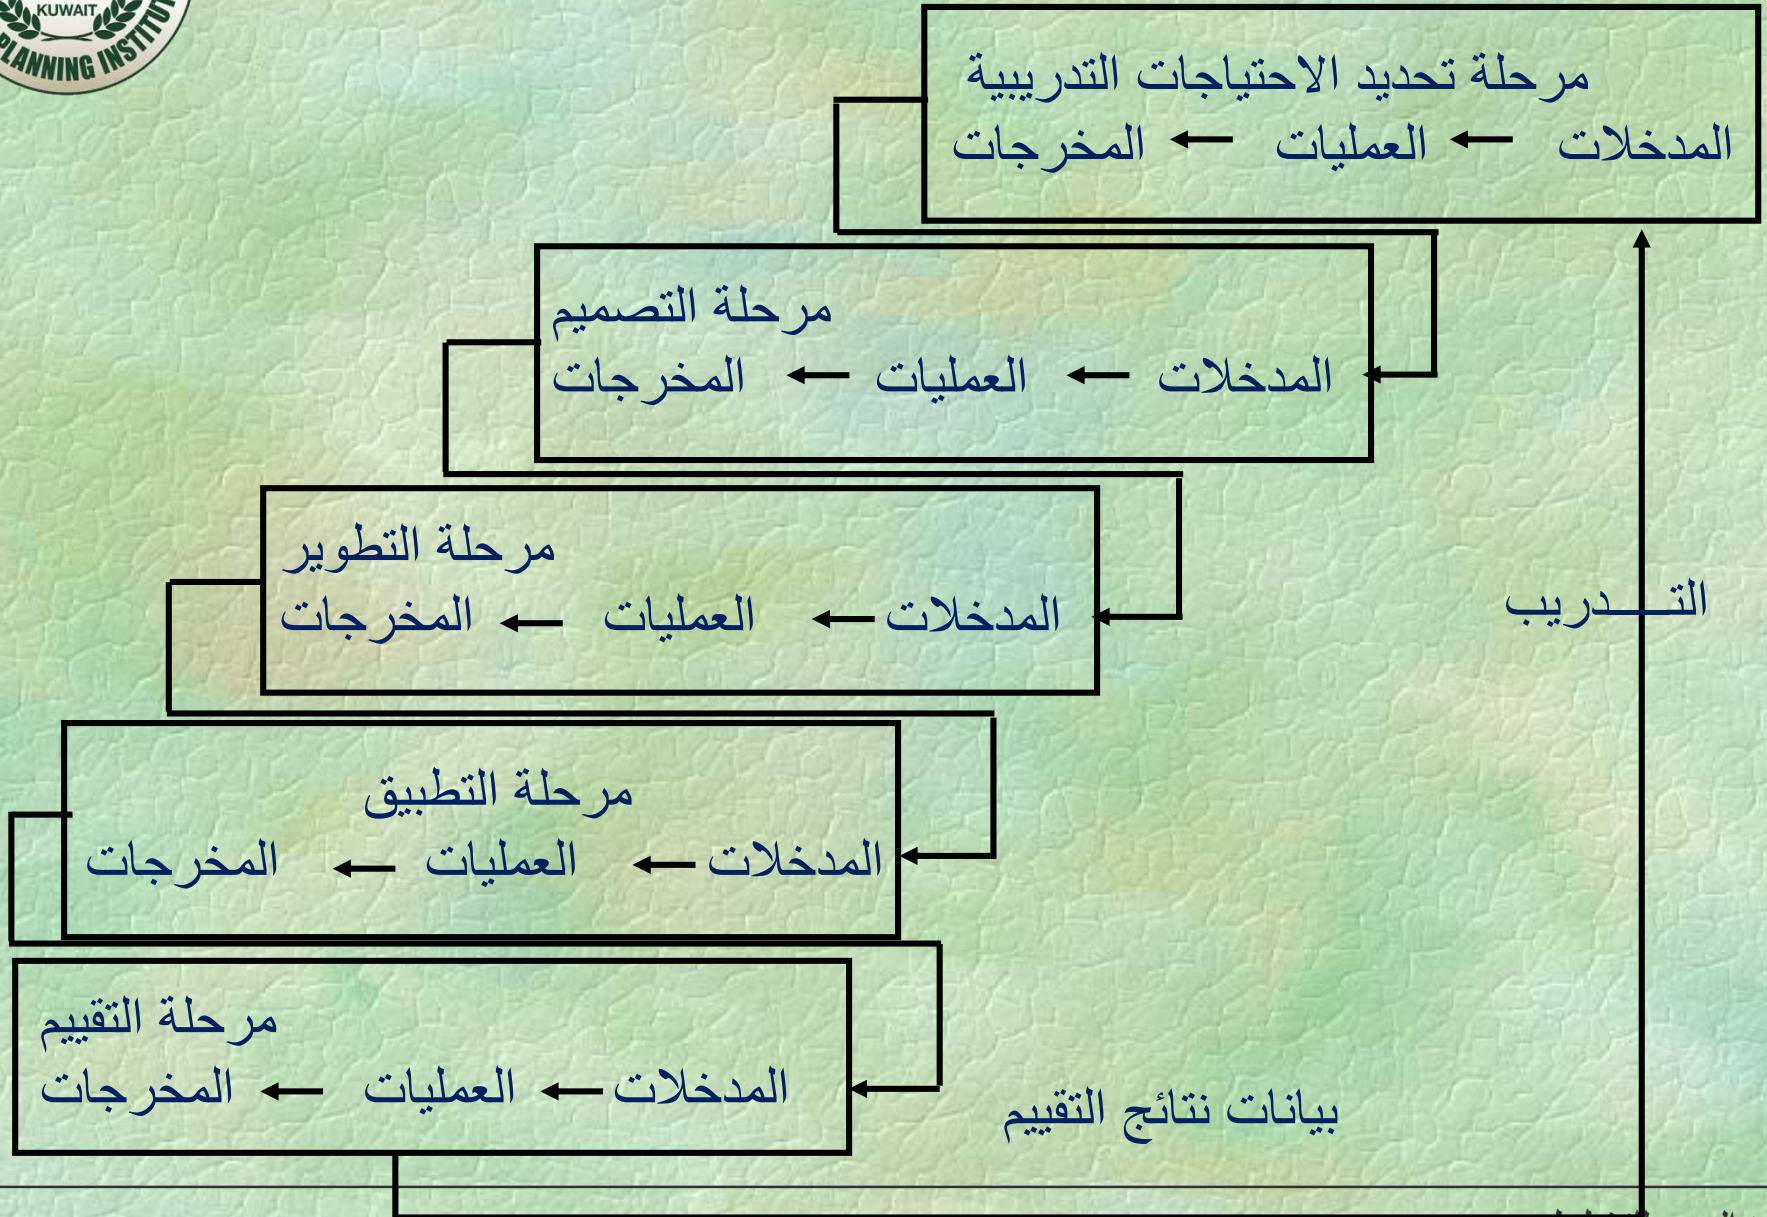 KUWAIT
PLANNING
مرحلة تحديد الاحتياجات التدريبية
المدخلات ← العمليات ← المخرجات
مرحلة التصميم
المدخلات ← العمليات ← المخرجات
مرحلة التطوير
المدخلات ← العمليات ← المخرجات
التـــدريب
مرحلة التطبيق
المدخلات ← العمليات ← المخرجات
مرحلة التقييم
المدخلات ← العمليات ← المخرجات
بيانات نتائج التقييم